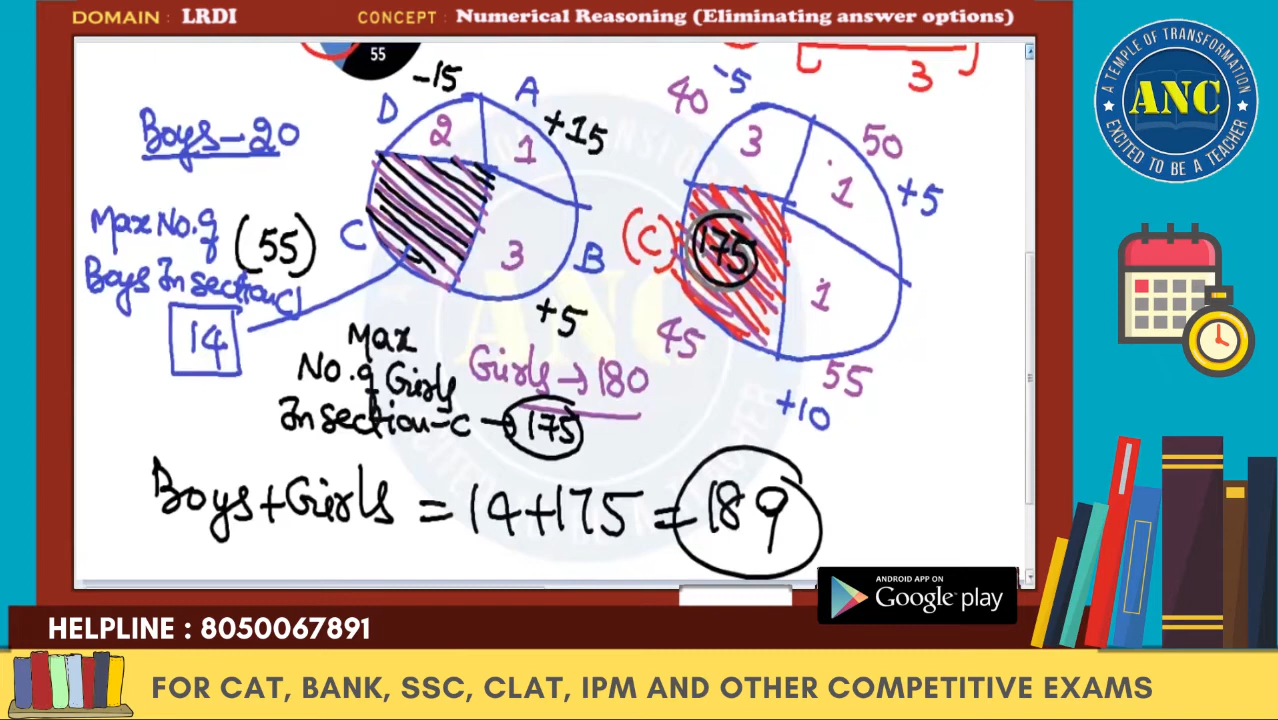 DOMAIN : LRDI CONCEPT : Numerical Reasoning (Eliminating answer options)
A TEMPLE OF TRANSFORMATION
ANC
EXCITED TO BE A TEACHER
55
3
-15
D
A
+15
2
1
C
3
B
+5
40
-5
50
3
1
+5
(C)
175
1
45
55
+10
Boys-20
Max No. of
Boys In section C
(55)
14
Max
No. of Girls
In section-C → 175
Girls → 180
Boys+Girls = 14+175 = 189
ANDROID APP ON
Google play
HELPLINE : 8050067891
FOR CAT, BANK, SSC, CLAT, IPM AND OTHER COMPETITIVE EXAMS